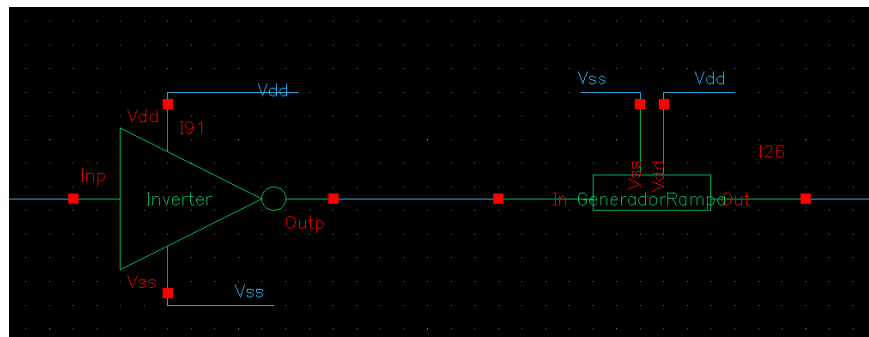 Vdd
Vdd
I91
Inp
Inverter
Outp
Vss
Vss
Vss
Vdd
I26
Vss
Vdd
In
GeneradorRampa
Out